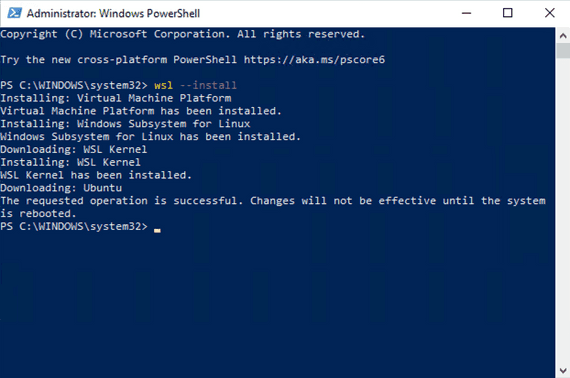 Administrator: Windows PowerShell
Copyright (C) Microsoft Corporation. All rights reserved.
Try the new cross-platform PowerShell https://aka.ms/pscore6
PS C:\WINDOWS\system32> wsl --install
Installing: Virtual Machine Platform
Virtual Machine Platform has been installed.
Installing: Windows Subsystem for Linux
Windows Subsystem for Linux has been installed.
Downloading: WSL Kernel
Installing: WSL Kernel
WSL Kernel has been installed.
Downloading: Ubuntu
The requested operation is successful. Changes will not be effective until the system
is rebooted.
PS C:\WINDOWS\system32>